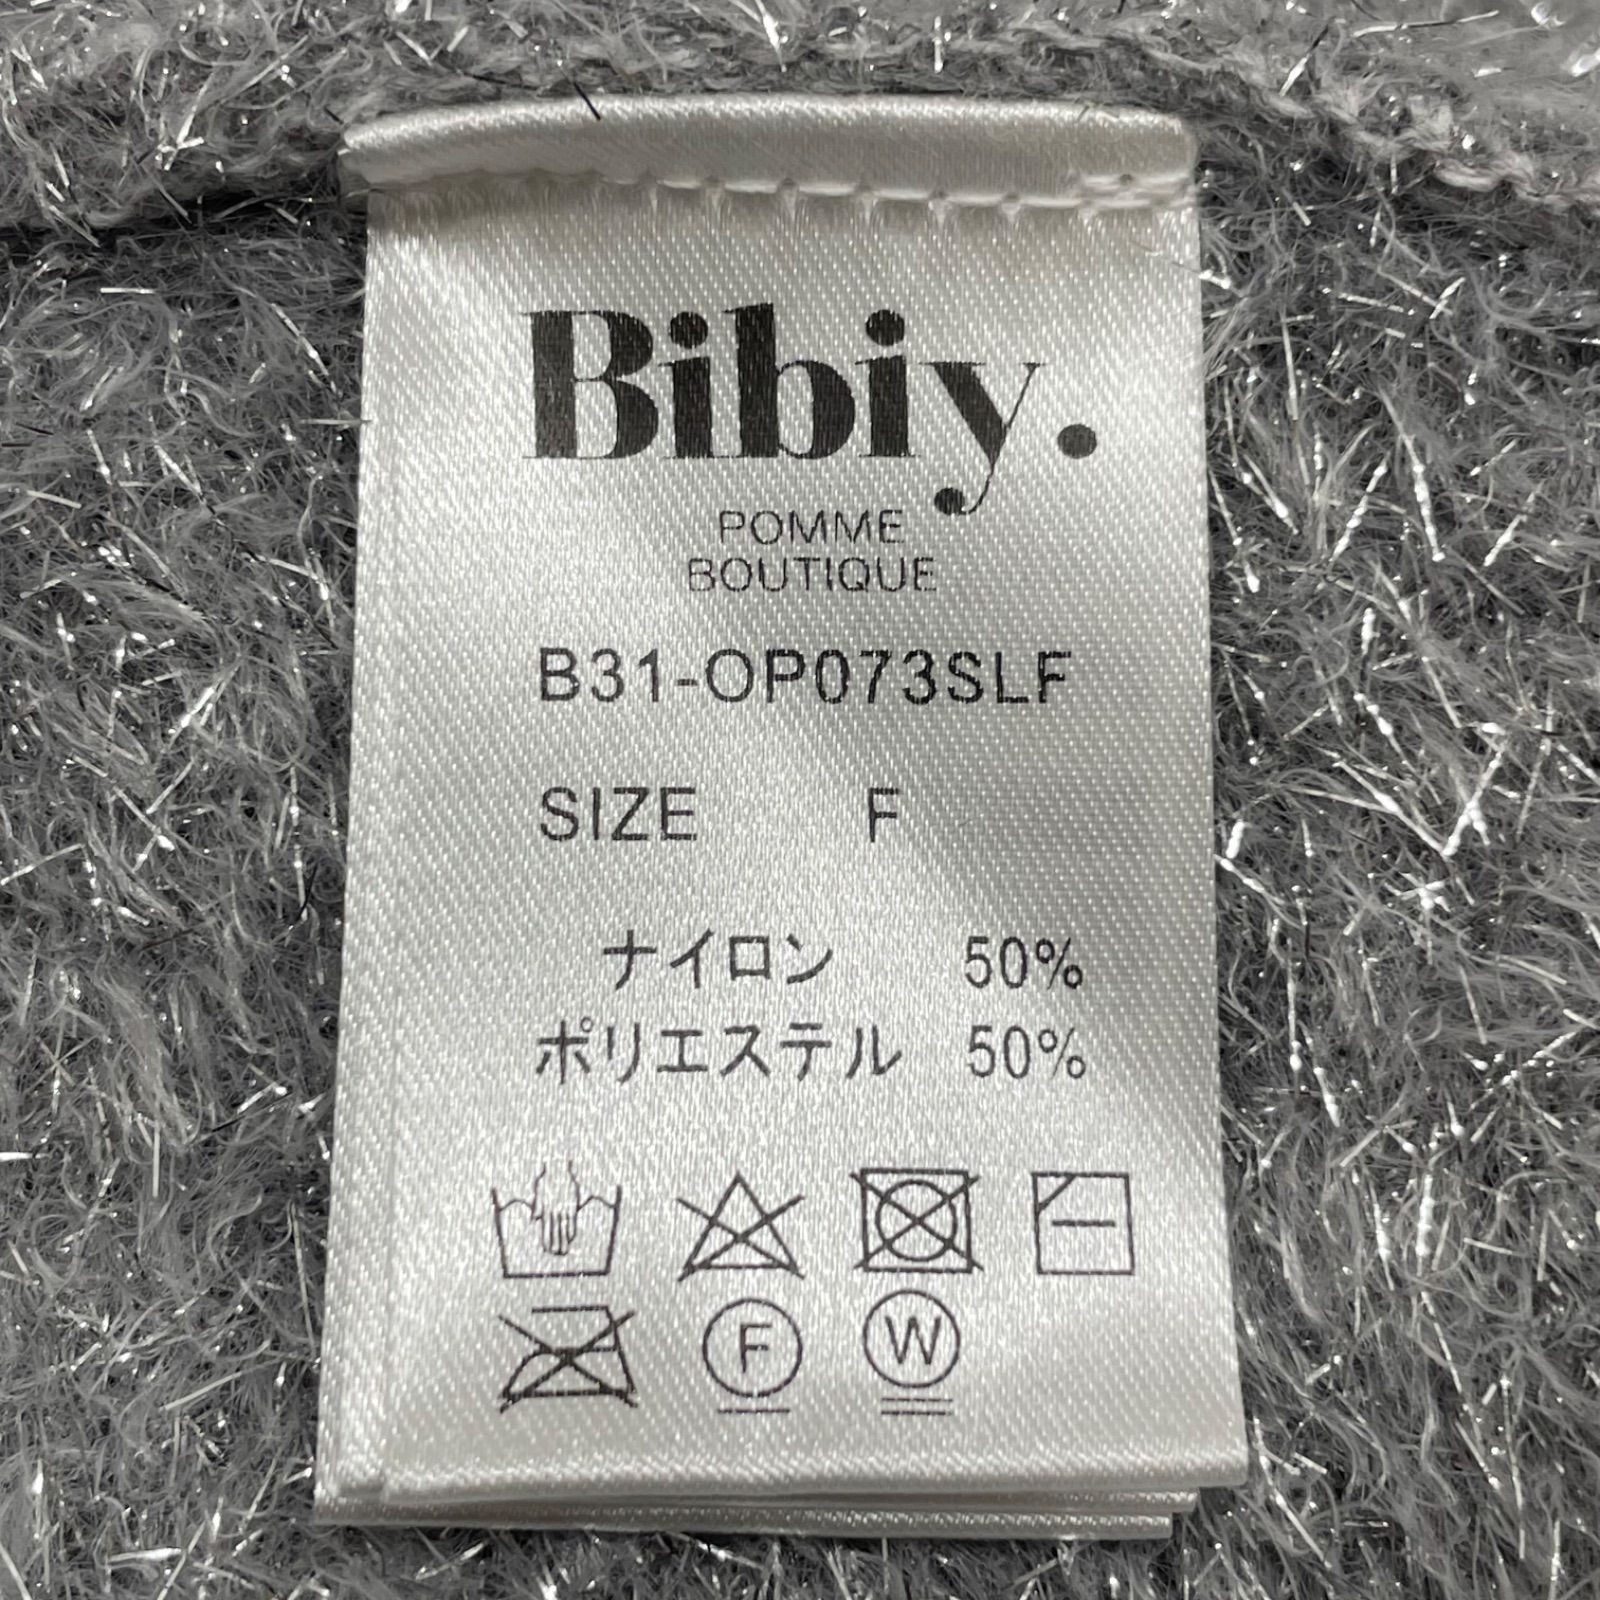 Bibiy.
POMME
BOUTIQUE
B31-OP073SLF
SIZE F
ナイロン 50%
ポリエステル 50%
F W